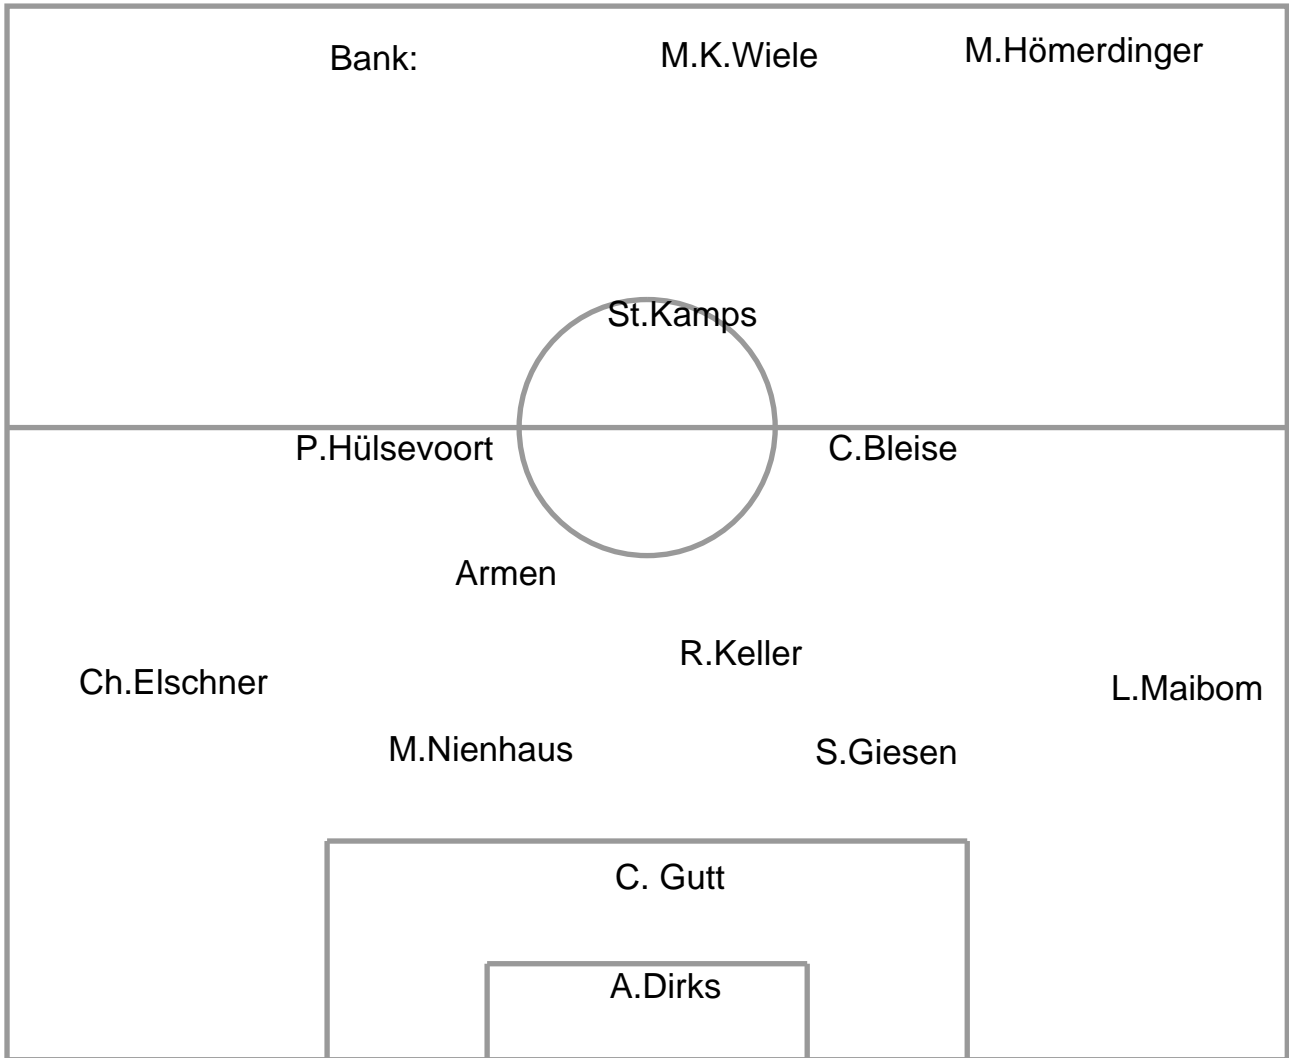 Bank: M.K.Wiele M.Hömerdinger
St.Kamps
P.Hülsevoort C.Bleise
Armen
R.Keller
Ch.Elschner L.Maibom
M.Nienhaus S.Giesen
C. Gutt
A.Dirks